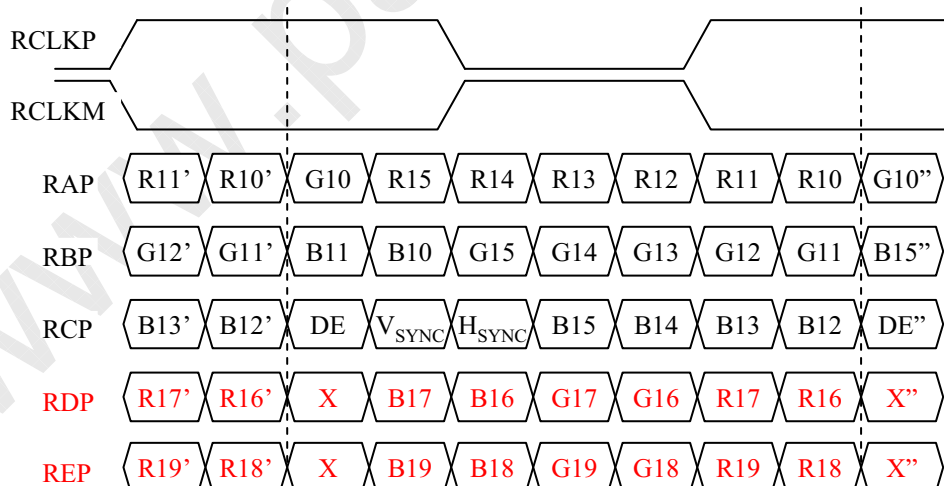 RCLKP
RCLKM
RAP R11’ R10’ G10 R15 R14 R13 R12 R11 R10 G10”
RBP G12’ G11’ B11 B10 G15 G14 G13 G12 G11 B15”
RCP B13’ B12’ DE VSYNC HSYNC B15 B14 B13 B12 DE”
RDP R17’ R16’ X B17 B16 G17 G16 R17 R16 X”
REP R19’ R18’ X B19 B18 G19 G18 R19 R18 X”